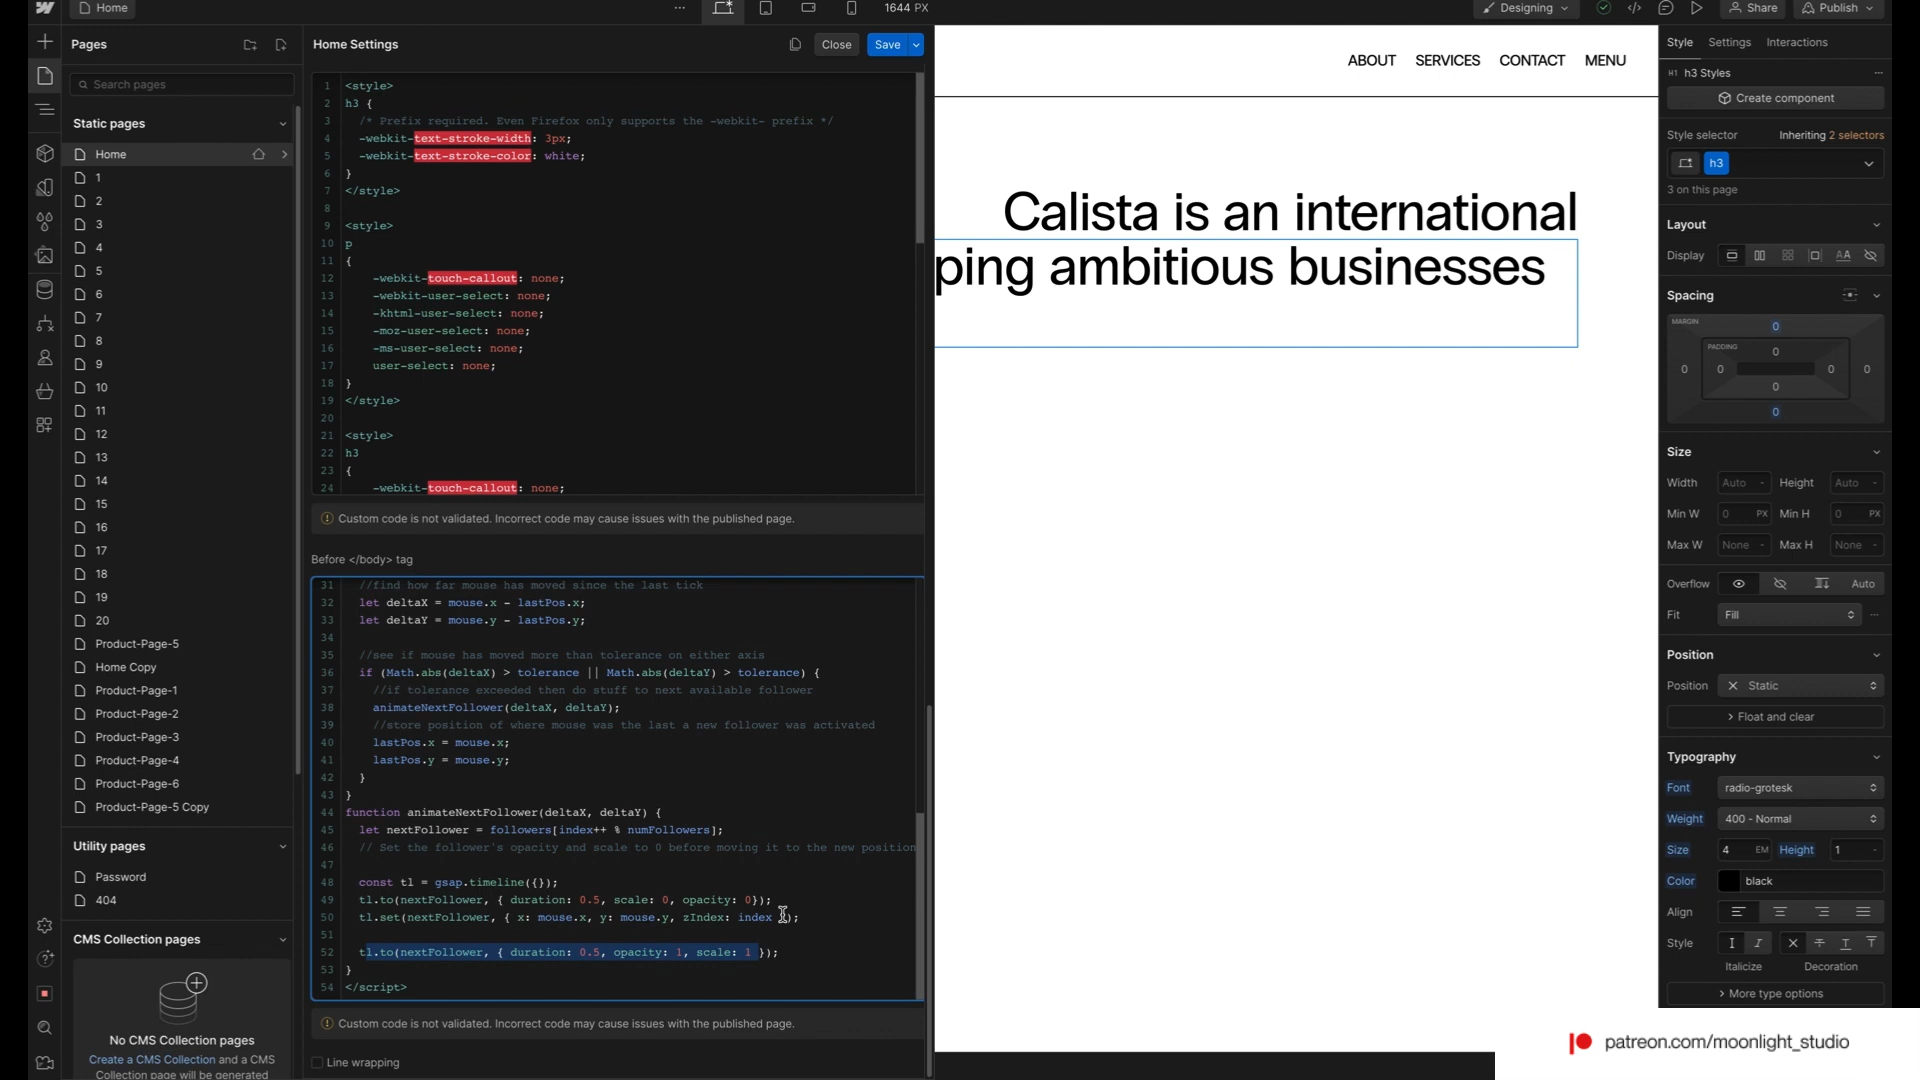 Home
1644 PX
Designing
Share
Publish
Pages
Search pages
Static pages
Home
1
2
3
4
5
6
7
8
9
10
11
12
13
14
15
16
17
18
19
20
Product-Page-5
Home Copy
Product-Page-1
Product-Page-2
Product-Page-3
Product-Page-4
Product-Page-6
Product-Page-5 Copy
Utility pages
Password
404
CMS Collection pages
No CMS Collection pages
Create a CMS Collection and a CMS
Collection page will be generated
Home Settings
Close
Save
1 <style>
2 h3 {
3 /* Prefix required. Even Firefox only supports the -webkit- prefix */
4 -webkit-text-stroke-width: 3px;
5 -webkit-text-stroke-color: white;
6 }
7 </style>
8
9 <style>
10 p
11 {
12 -webkit-touch-callout: none;
13 -webkit-user-select: none;
14 -khtml-user-select: none;
15 -moz-user-select: none;
16 -ms-user-select: none;
17 user-select: none;
18 }
19 </style>
20
21 <style>
22 h3
23 {
24 -webkit-touch-callout: none;
Custom code is not validated. Incorrect code may cause issues with the published page.
Before </body> tag
31 //find how far mouse has moved since the last tick
32 let deltaX = mouse.x - lastPos.x;
33 let deltaY = mouse.y - lastPos.y;
34
35 //see if mouse has moved more than tolerance on either axis
36 if (Math.abs(deltaX) > tolerance || Math.abs(deltaY) > tolerance) {
37 //if tolerance exceeded then do stuff to next available follower
38 animateNextFollower(deltaX, deltaY);
39 //store position of where mouse was the last a new follower was activated
40 lastPos.x = mouse.x;
41 lastPos.y = mouse.y;
42 }
43 }
44 function animateNextFollower(deltaX, deltaY) {
45 let nextFollower = followers[index++ % numFollowers];
46 // Set the follower's opacity and scale to 0 before moving it to the new position
47
48 const tl = gsap.timeline({});
49 tl.to(nextFollower, { duration: 0.5, scale: 0, opacity: 0});
50 tl.set(nextFollower, { x: mouse.x, y: mouse.y, zIndex: index });
51
52 tl.to(nextFollower, { duration: 0.5, opacity: 1, scale: 1 });
53 }
54 </script>
Custom code is not validated. Incorrect code may cause issues with the published page.
Line wrapping
ABOUT SERVICES CONTACT MENU
Calista is an international
ping ambitious businesses
Style Settings Interactions
H1 h3 Styles
Create component
Style selector Inheriting 2 selectors
h3
3 on this page
Layout
Display
Spacing
MARGIN
0
PADDING
0
0 0 0 0
0
0
Size
Width Auto - Height Auto -
Min W 0 PX Min H 0 PX
Max W None - Max H None -
Overflow Auto
Fit Fill
Position
Position Static
Float and clear
Typography
Font radio-grotesk
Weight 400 - Normal
Size 4 EM Height 1 -
Color black
Align
Style
Italicize Decoration
More type options
patreon.com/moonlight_studio